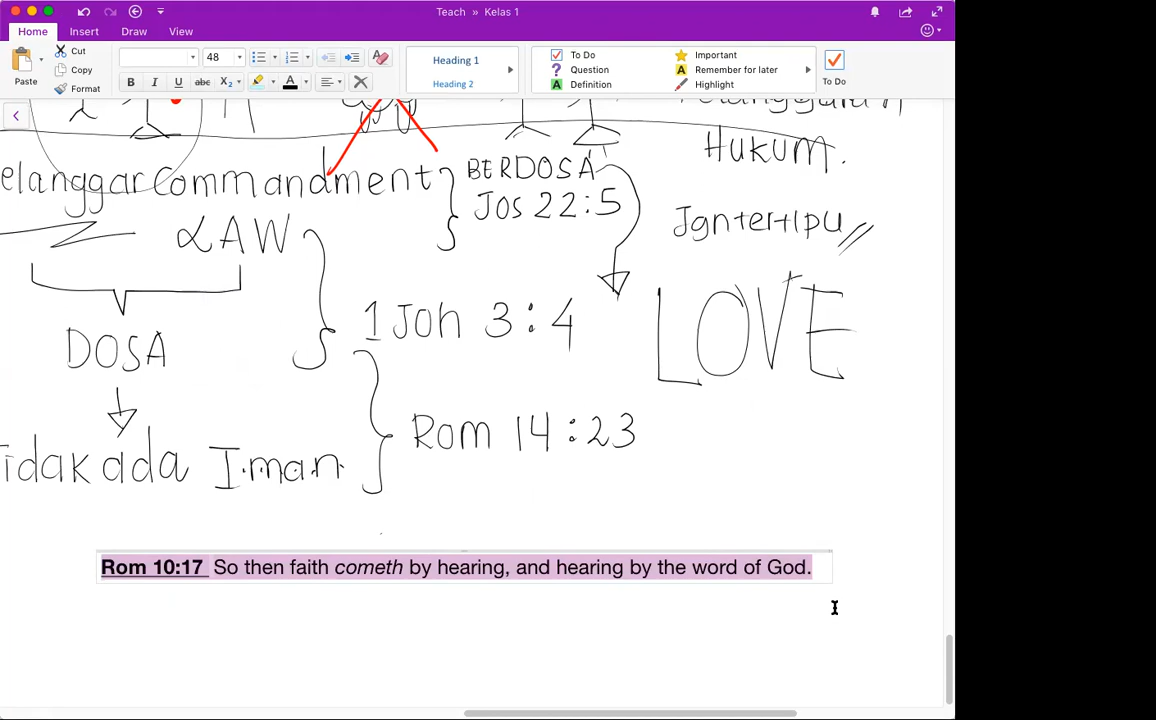 Teach » Kelas 1
Home Insert Draw View
Paste
Cut
Copy
Format
48
B I U abc X₂ A
Heading 1
Heading 2
To Do
Question
Definition
Important
Remember for later
Highlight
To Do
Hukum.
elanggar Commandment
BERDOSA
Jos 22:5
LAW
Jgn tertipu
1 Joh 3:4
LOVE
DOSA
Rom 14:23
Tidak ada Iman
Rom 10:17 So then faith cometh by hearing, and hearing by the word of God.